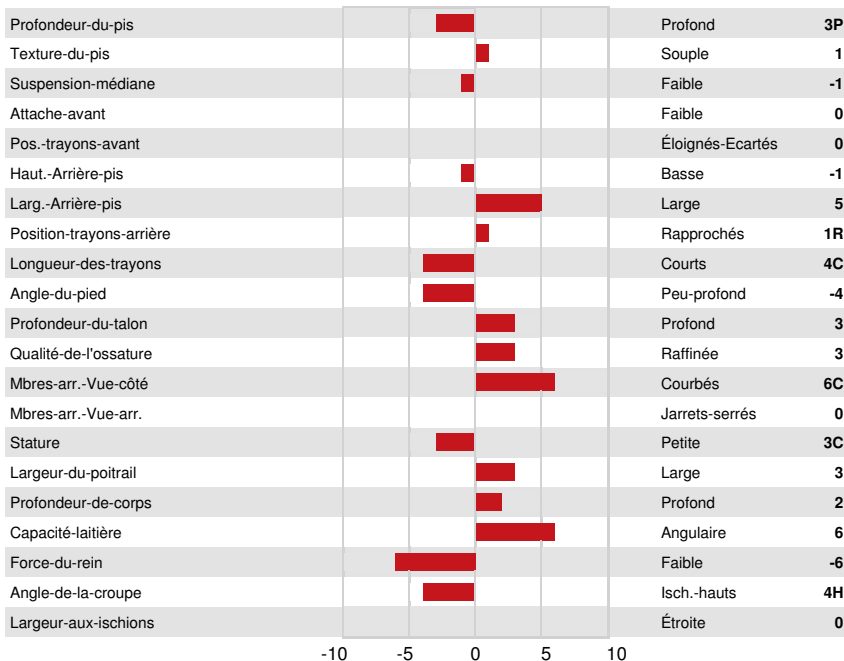 Profondeur-du-pis Profond 3P
Texture-du-pis Souple 1
Suspension-médiane Faible -1
Attache-avant Faible 0
Pos.-trayons-avant Éloignés-Ecartés 0
Haut.-Arrière-pis Basse -1
Larg.-Arrière-pis Large 5
Position-trayons-arrière Rapprochés 1R
Longueur-des-trayons Courts 4C
Angle-du-pied Peu-profond -4
Profondeur-du-talon Profond 3
Qualité-de-l'ossature Raffinée 3
Mbres-arr.-Vue-côté Courbés 6C
Mbres-arr.-Vue-arr. Jarrets-serrés 0
Stature Petite 3C
Largeur-du-poitrail Large 3
Profondeur-de-corps Profond 2
Capacité-laitière Angulaire 6
Force-du-rein Faible -6
Angle-de-la-croupe Isch.-hauts 4H
Largeur-aux-ischions Étroite 0
-10 -5 0 5 10